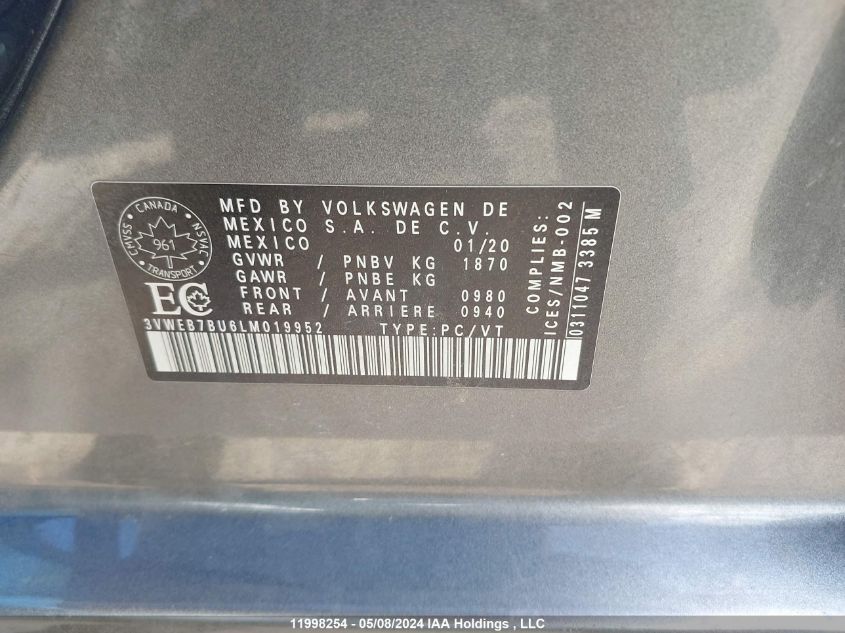 CANADA
CMVSS
NSVAC
961
TRANSPORT
EC
MFD BY VOLKSWAGEN DE
MEXICO S.A. DE C.V.
MEXICO 01/20
GVWR / PNBV KG 1870
GAWR / PNBE KG
FRONT / AVANT 0980
REAR / ARRIERE 0940
3VWEB7BU6LM019952 TYPE:PC/VT
COMPLIES:
ICES/NMB-002
0311047 3385 M
11998254 - 05/08/2024 IAA Holdings , LLC